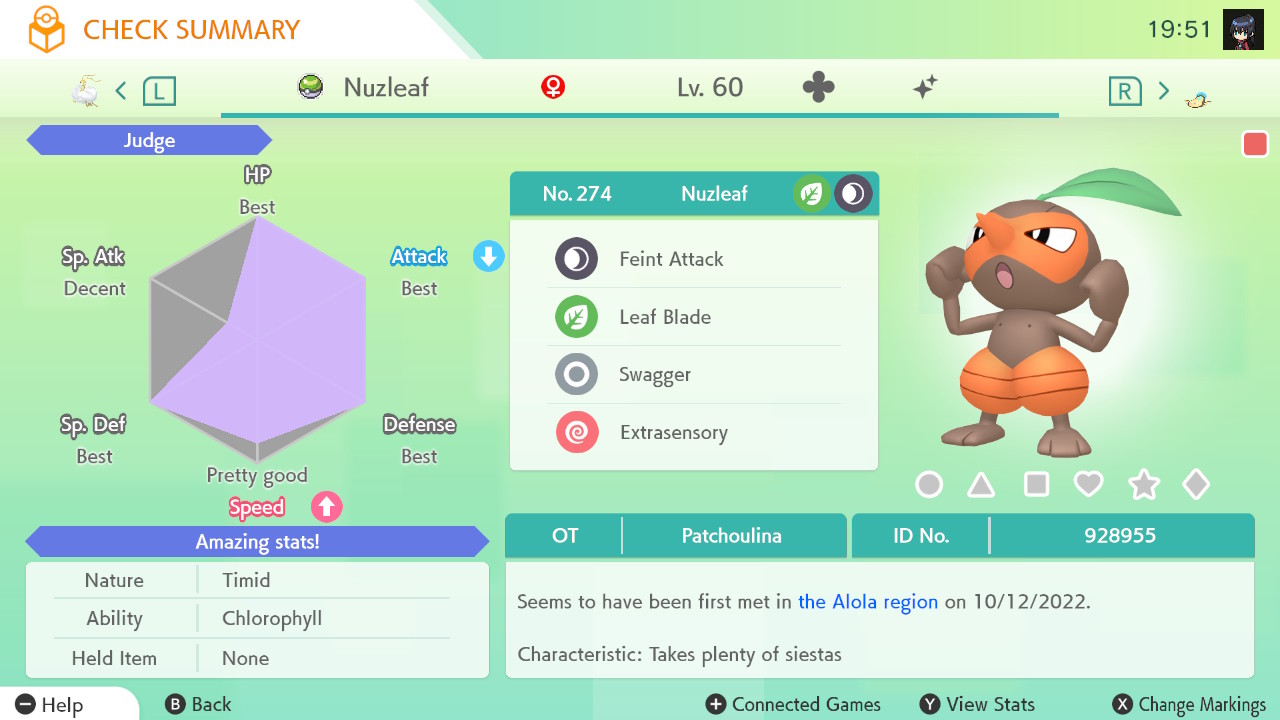 CHECK SUMMARY
19:51
L
Nuzleaf
Lv. 60
R
Judge
HP
Best
Sp. Atk
Decent
Attack
Best
Sp. Def
Best
Defense
Best
Pretty good
Speed
Amazing stats!
Nature Timid
Ability Chlorophyll
Held Item None
No. 274 Nuzleaf
Feint Attack
Leaf Blade
Swagger
Extrasensory
OT Patchoulina
ID No. 928955
Seems to have been first met in the Alola region on 10/12/2022.
Characteristic: Takes plenty of siestas
Help
B Back
Connected Games
Y View Stats
X Change Markings